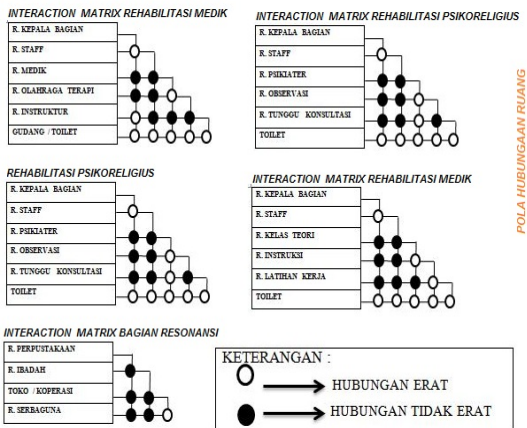 INTERACTION MATRIX REHABILITASI MEDIK
R. KEPALA BAGIAN
R. STAFF
R. MEDIK
R. OLAHRAGA TERAPI
R. INSTRUKTUR
GUDANG / TOILET
INTERACTION MATRIX REHABILITASI PSIKORELIGIUS
R. KEPALA BAGIAN
R. STAFF
R. PSIKIATER
R. OBSERVASI
R. TUNGGU KONSULTASI
TOILET
POLA HUBUNGAAN RUANG
REHABILITASI PSIKORELIGIUS
R. KEPALA BAGIAN
R. STAFF
R. PSIKIATER
R. OBSERVASI
R. TUNGGU KONSULTASI
TOILET
INTERACTION MATRIX REHABILITASI MEDIK
R. KEPALA BAGIAN
R. STAFF
R. KELAS TEORI
R. INSTRUKSI
R. LATIHAN KERJA
TOILET
INTERACTION MATRIX BAGIAN RESONANSI
R. PERPUSTAKAAN
R. IBADAH
TOKO / KOPERASI
R. SERBAGUNA
KETERANGAN :
HUBUNGAN ERAT
HUBUNGAN TIDAK ERAT